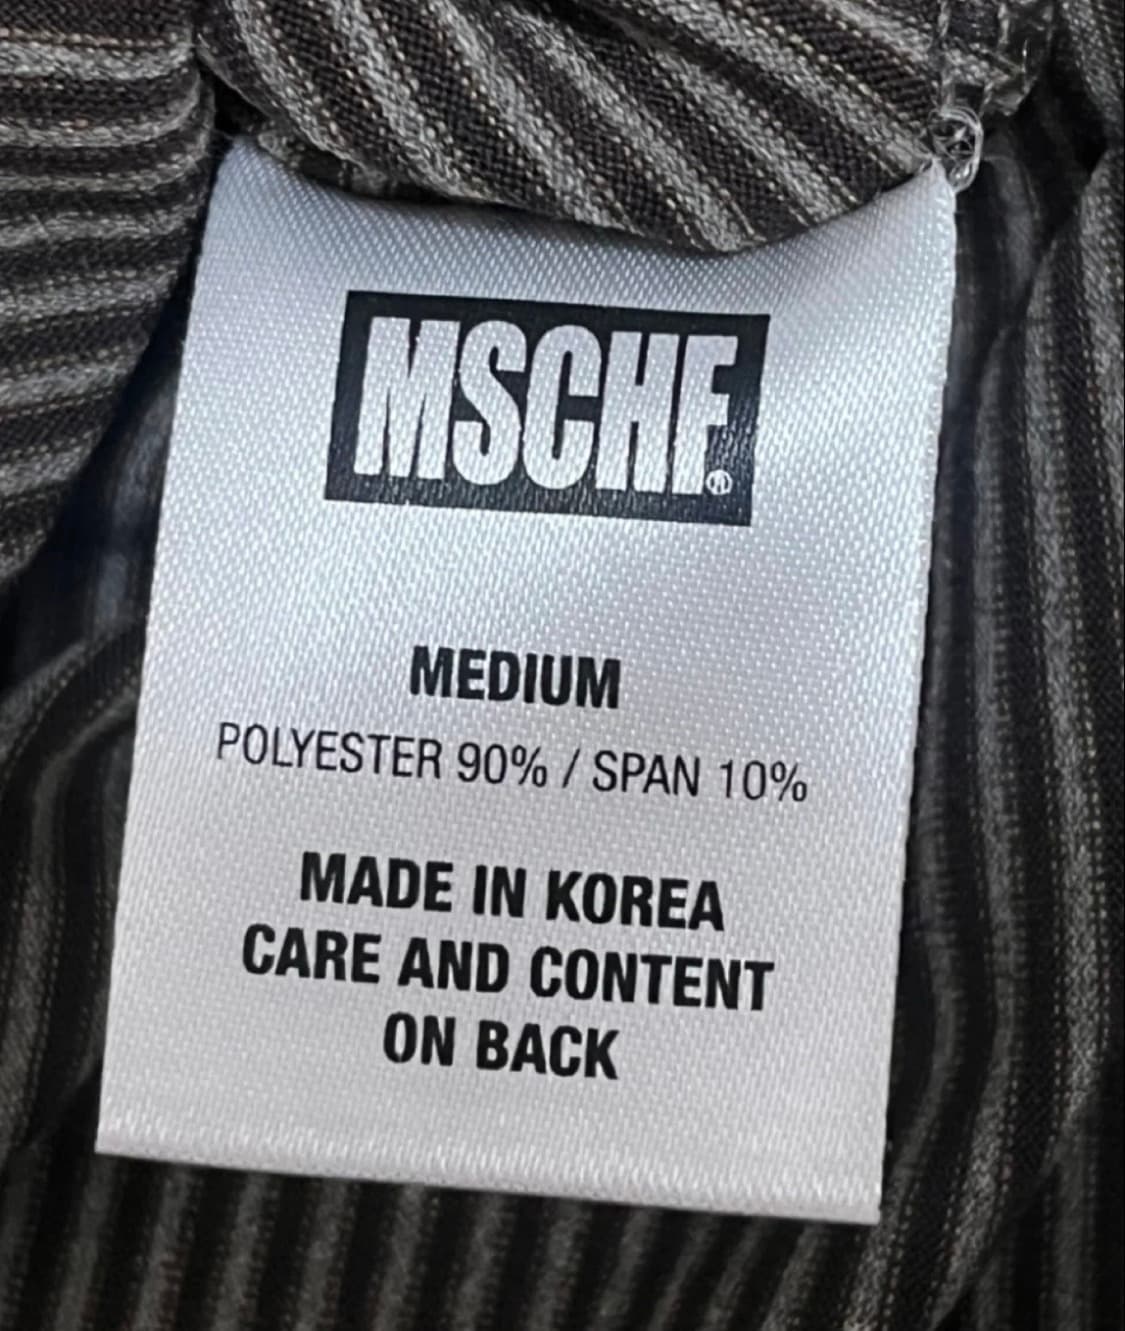 MSCHF®
MEDIUM
POLYESTER 90% / SPAN 10%
MADE IN KOREA
CARE AND CONTENT
ON BACK